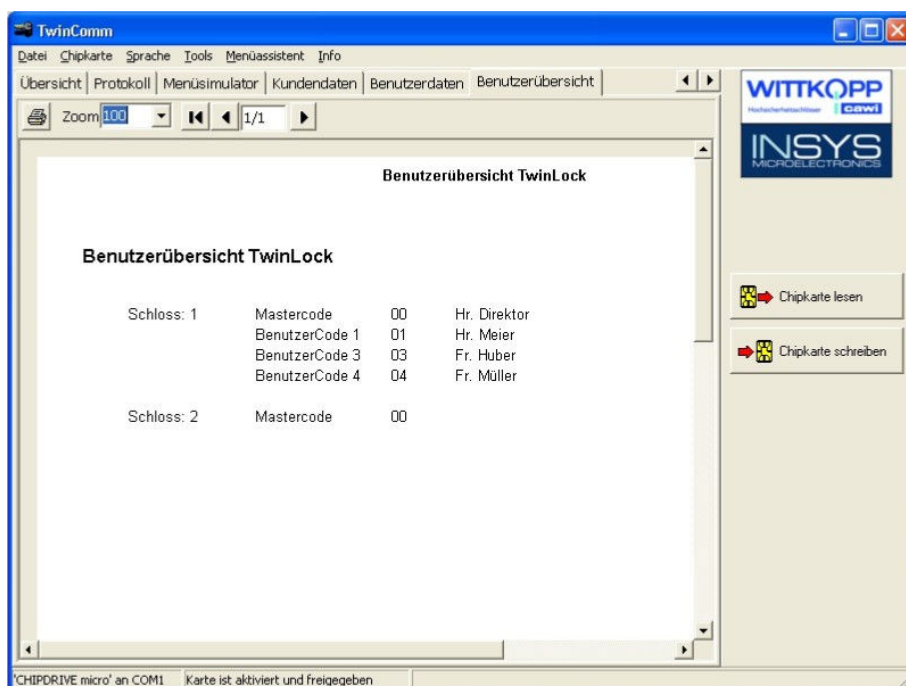 TwinComm
Datei Chipkarte Sprache Tools Menüassistent Info
Übersicht Protokoll Menüsimulator Kundendaten Benutzerdaten Benutzerübersicht
Zoom 100 1/1
WITTKOPP
Hochsicherheitsschlösser cawi
INSYS
MICROELECTRONICS
Benutzerübersicht TwinLock
Benutzerübersicht TwinLock
Schloss: 1 Mastercode 00 Hr. Direktor
BenutzerCode 1 01 Hr. Meier
BenutzerCode 3 03 Fr. Huber
BenutzerCode 4 04 Fr. Müller
Schloss: 2 Mastercode 00
Chipkarte lesen
Chipkarte schreiben
'CHIPDRIVE micro' an COM1 Karte ist aktiviert und freigegeben